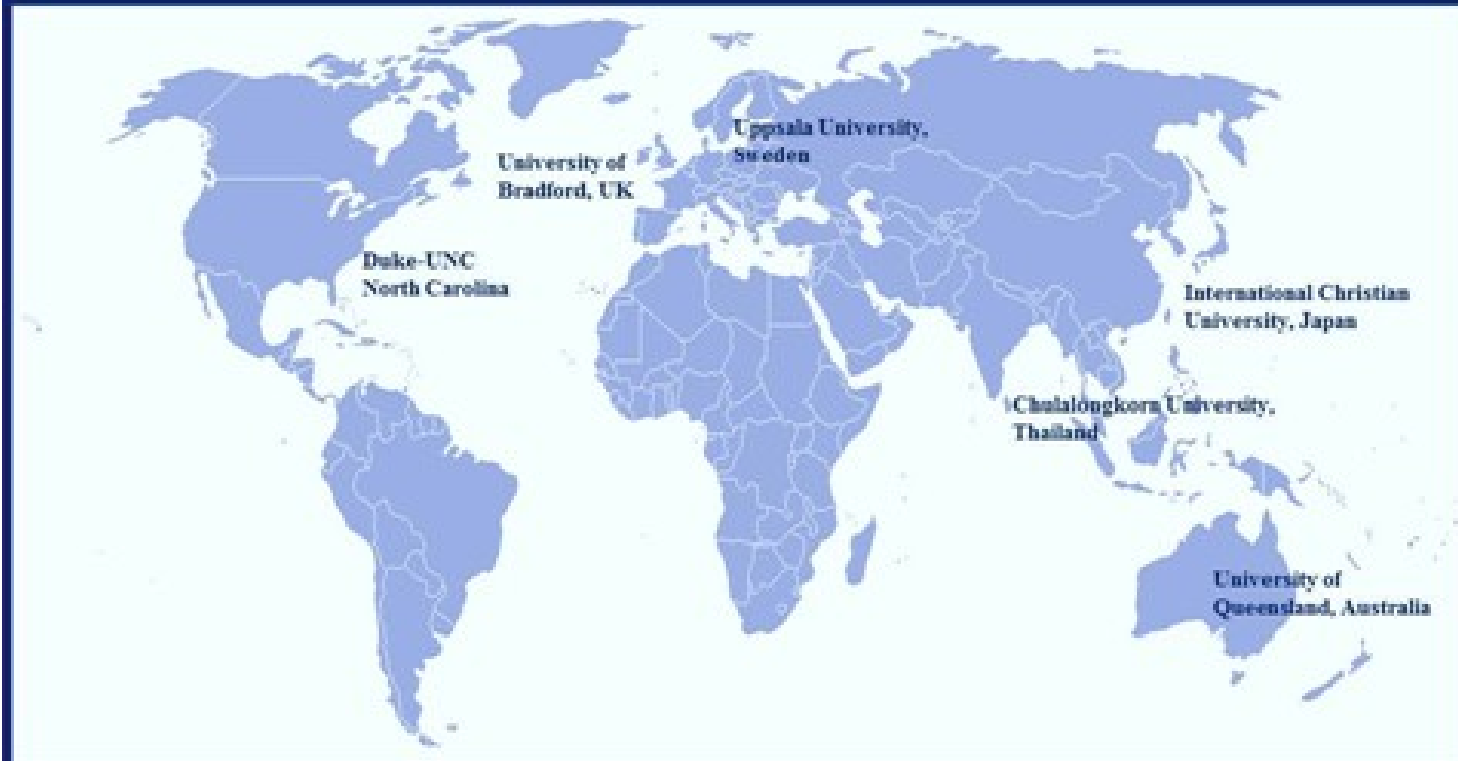 Uppsala University,
Sweden
University of
Bradford, UK
Duke-UNC
North Carolina
International Christian
University, Japan
Chulalongkorn University,
Thailand
University of
Queensland, Australia